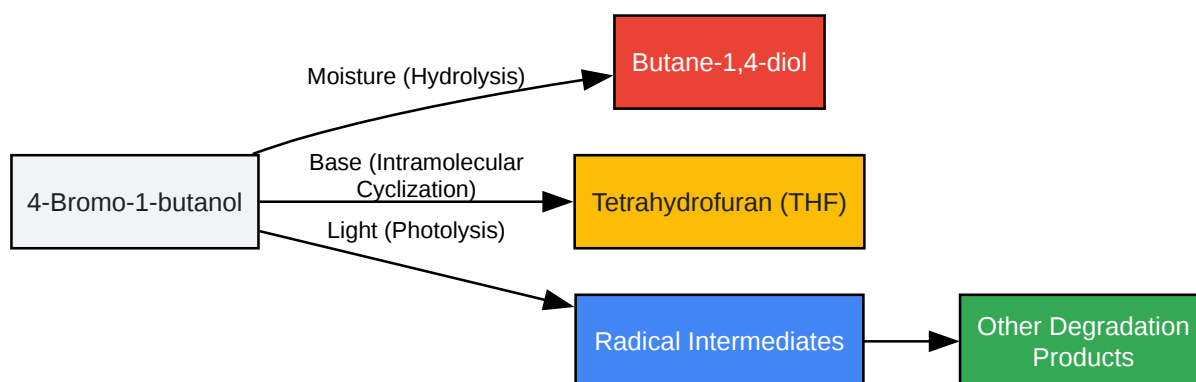 Butane-1,4-diol
Moisture (Hydrolysis)
Base (Intramolecular
Cyclization)
4-Bromo-1-butanol
Tetrahydrofuran (THF)
Light (Photolysis)
Radical Intermediates
Other Degradation
Products